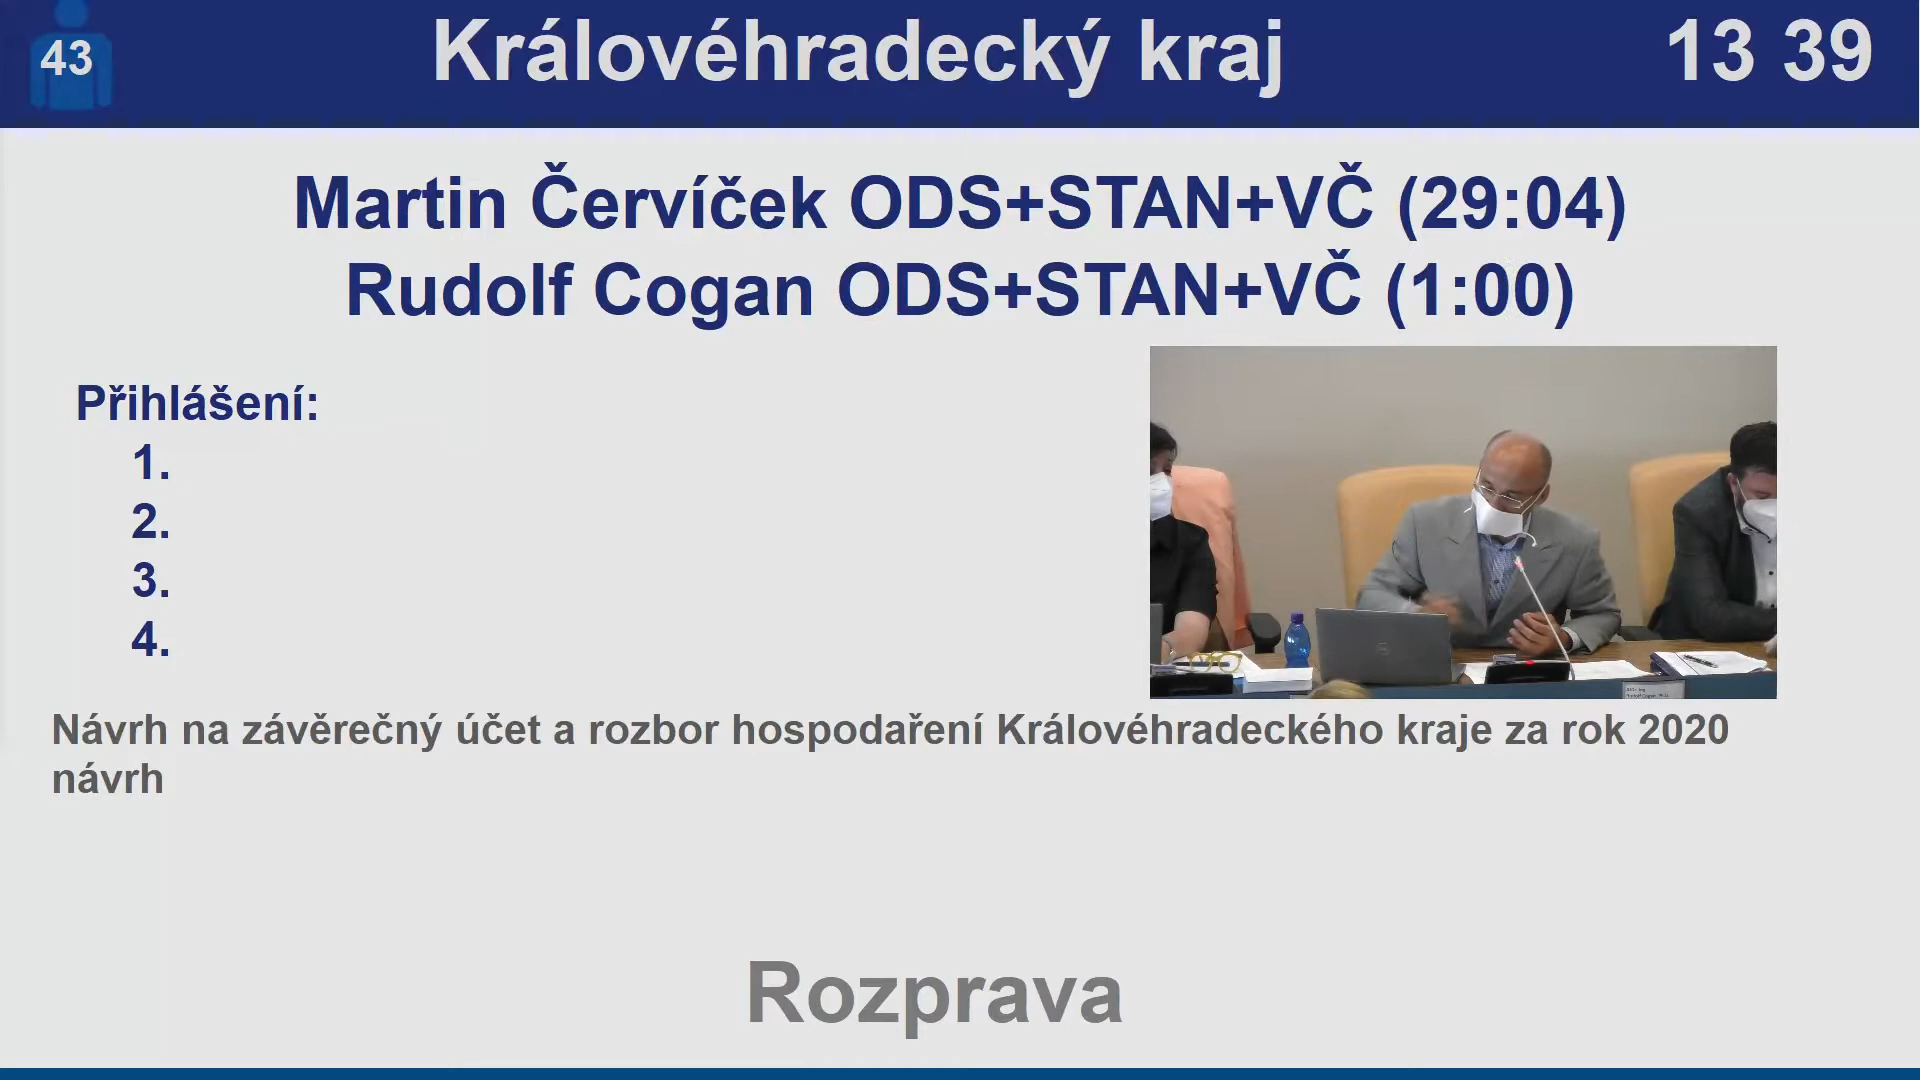 43
Královéhradecký kraj
13 39
Martin Červíček ODS+STAN+VČ (29:04)
Rudolf Cogan ODS+STAN+VČ (1:00)
Přihlášení:
1.
2.
3.
4.
Návrh na závěrečný účet a rozbor hospodaření Královéhradeckého kraje za rok 2020
návrh
Rozprava